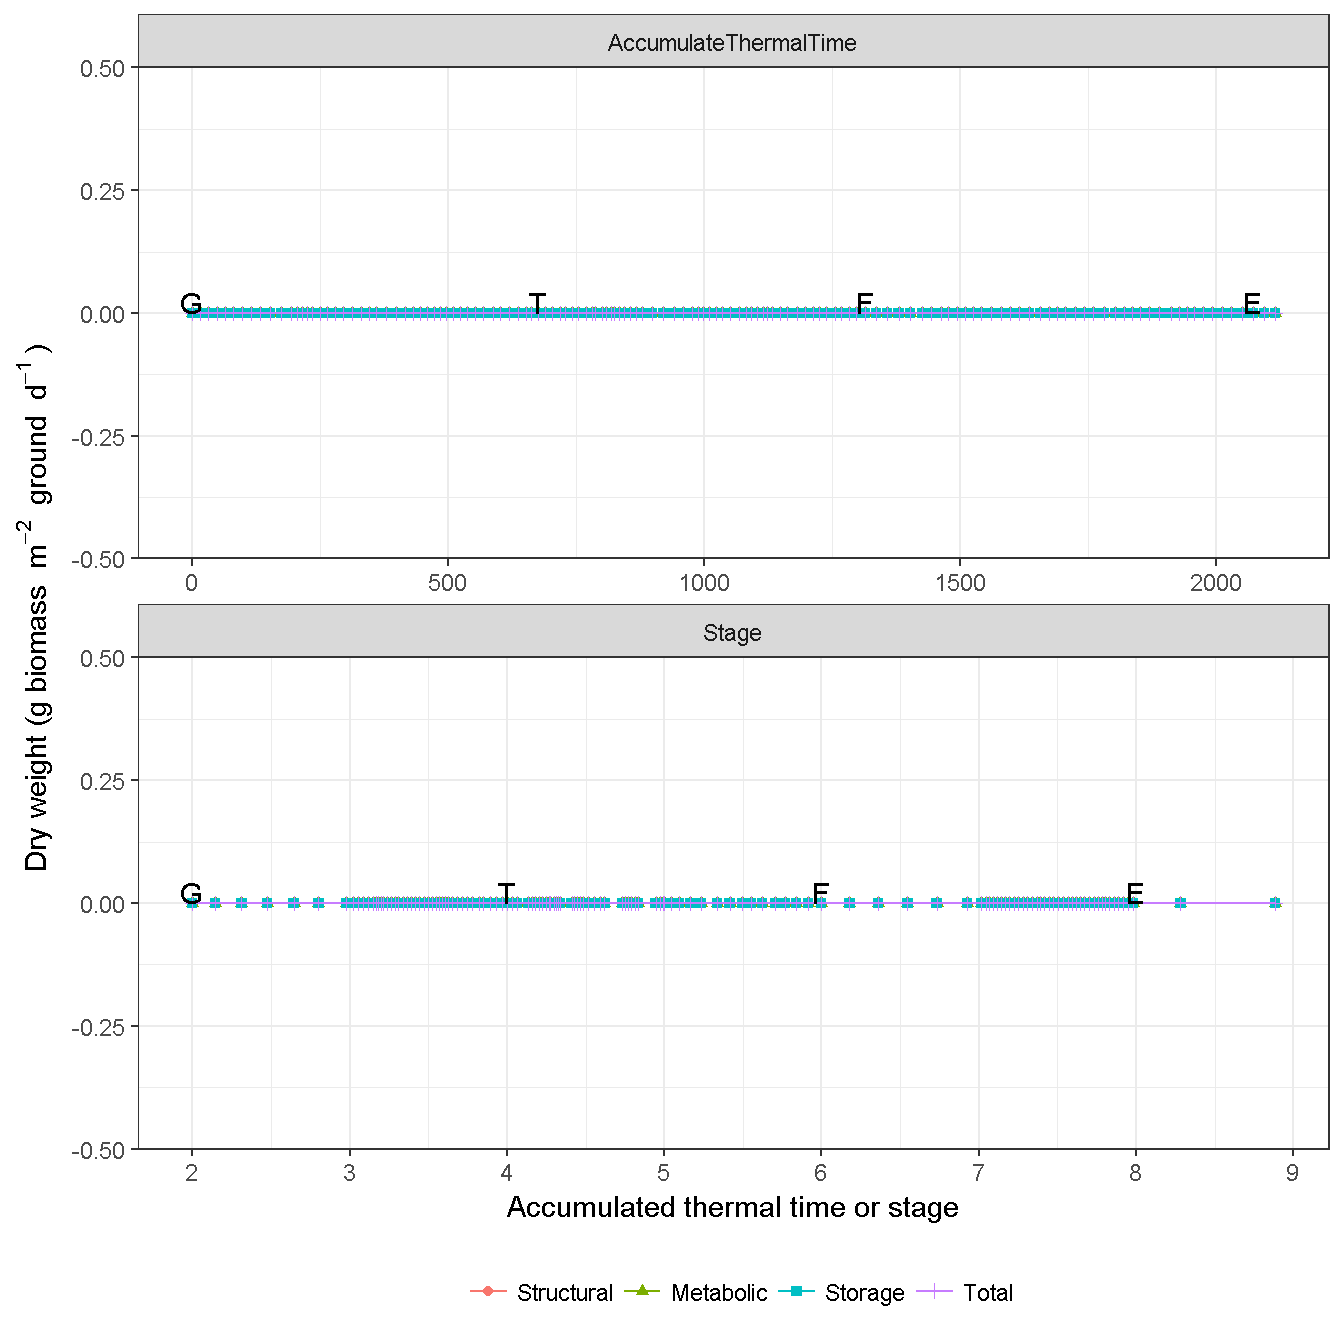 AccumulateThermalTime
0.50
0.25
0.00
-0.25
-0.50
G T F E
0 500 1000 1500 2000
Stage
0.50
0.25
0.00
-0.25
-0.50
G T F E
2 3 4 5 6 7 8 9
Dry weight (g biomass m⁻² ground d⁻¹)
Accumulated thermal time or stage
Structural Metabolic Storage Total